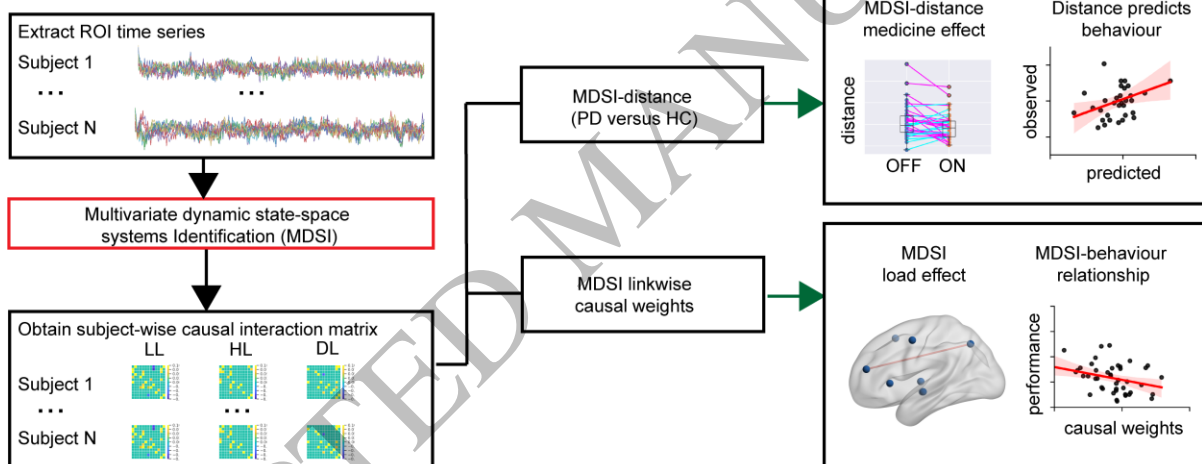 Extract ROI time series
Subject 1
...
...
Subject N
Multivariate dynamic state-space
systems Identification (MDSI)
Obtain subject-wise causal interaction matrix
LL HL DL
Subject 1
...
...
Subject N
MDSI-distance
(PD versus HC)
MDSI linkwise
causal weights
MDSI-distance
medicine effect
distance
OFF ON
Distance predicts
behaviour
observed
predicted
MDSI
load effect
MDSI-behaviour
relationship
performance
causal weights
TED MANU